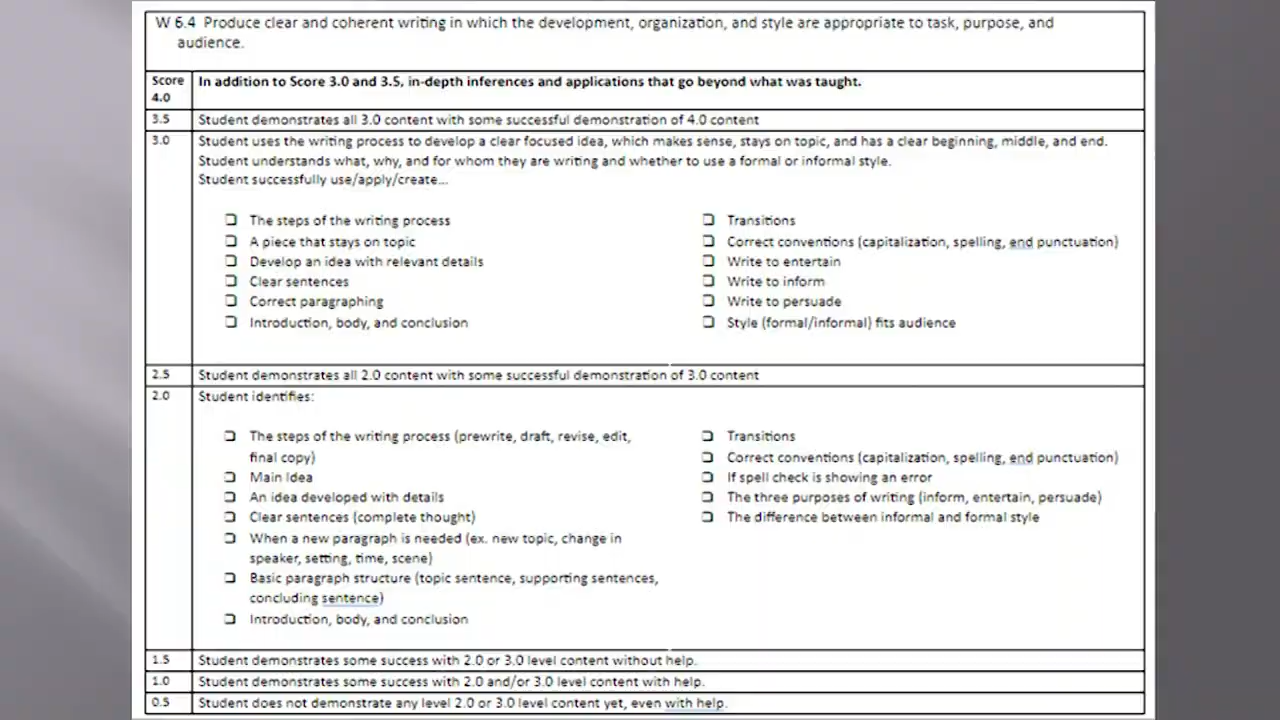 W 6.4 Produce clear and coherent writing in which the development, organization, and style are appropriate to task, purpose, and
audience.
Score
4.0
In addition to Score 3.0 and 3.5, in-depth inferences and applications that go beyond what was taught.
3.5 Student demonstrates all 3.0 content with some successful demonstration of 4.0 content
3.0 Student uses the writing process to develop a clear focused idea, which makes sense, stays on topic, and has a clear beginning, middle, and end.
Student understands what, why, and for whom they are writing and whether to use a formal or informal style.
Student successfully use/apply/create...
The steps of the writing process
A piece that stays on topic
Develop an idea with relevant details
Clear sentences
Correct paragraphing
Introduction, body, and conclusion
Transitions
Correct conventions (capitalization, spelling, end punctuation)
Write to entertain
Write to inform
Write to persuade
Style (formal/informal) fits audience
2.5 Student demonstrates all 2.0 content with some successful demonstration of 3.0 content
2.0 Student identifies:
The steps of the writing process (prewrite, draft, revise, edit,
final copy)
Main Idea
An idea developed with details
Clear sentences (complete thought)
When a new paragraph is needed (ex. new topic, change in
speaker, setting, time, scene)
Basic paragraph structure (topic sentence, supporting sentences,
concluding sentence)
Introduction, body, and conclusion
Transitions
Correct conventions (capitalization, spelling, end punctuation)
If spell check is showing an error
The three purposes of writing (inform, entertain, persuade)
The difference between informal and formal style
1.5 Student demonstrates some success with 2.0 or 3.0 level content without help.
1.0 Student demonstrates some success with 2.0 and/or 3.0 level content with help.
0.5 Student does not demonstrate any level 2.0 or 3.0 level content yet, even with help.